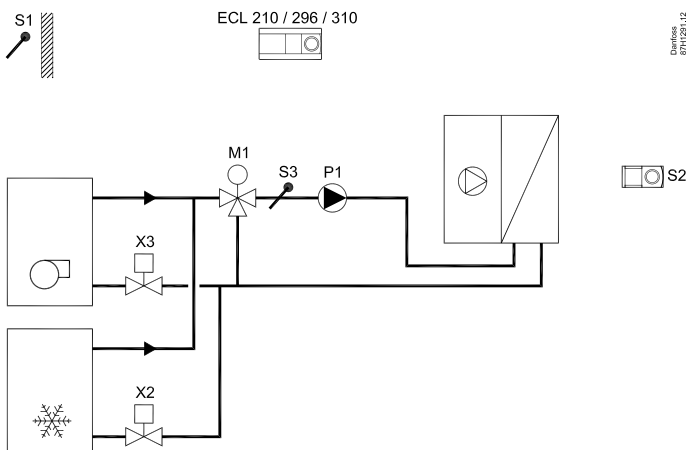 S1
ECL 210 / 296 / 310
Danfoss
87H1291.12
M1
S3
P1
S2
X3
X2